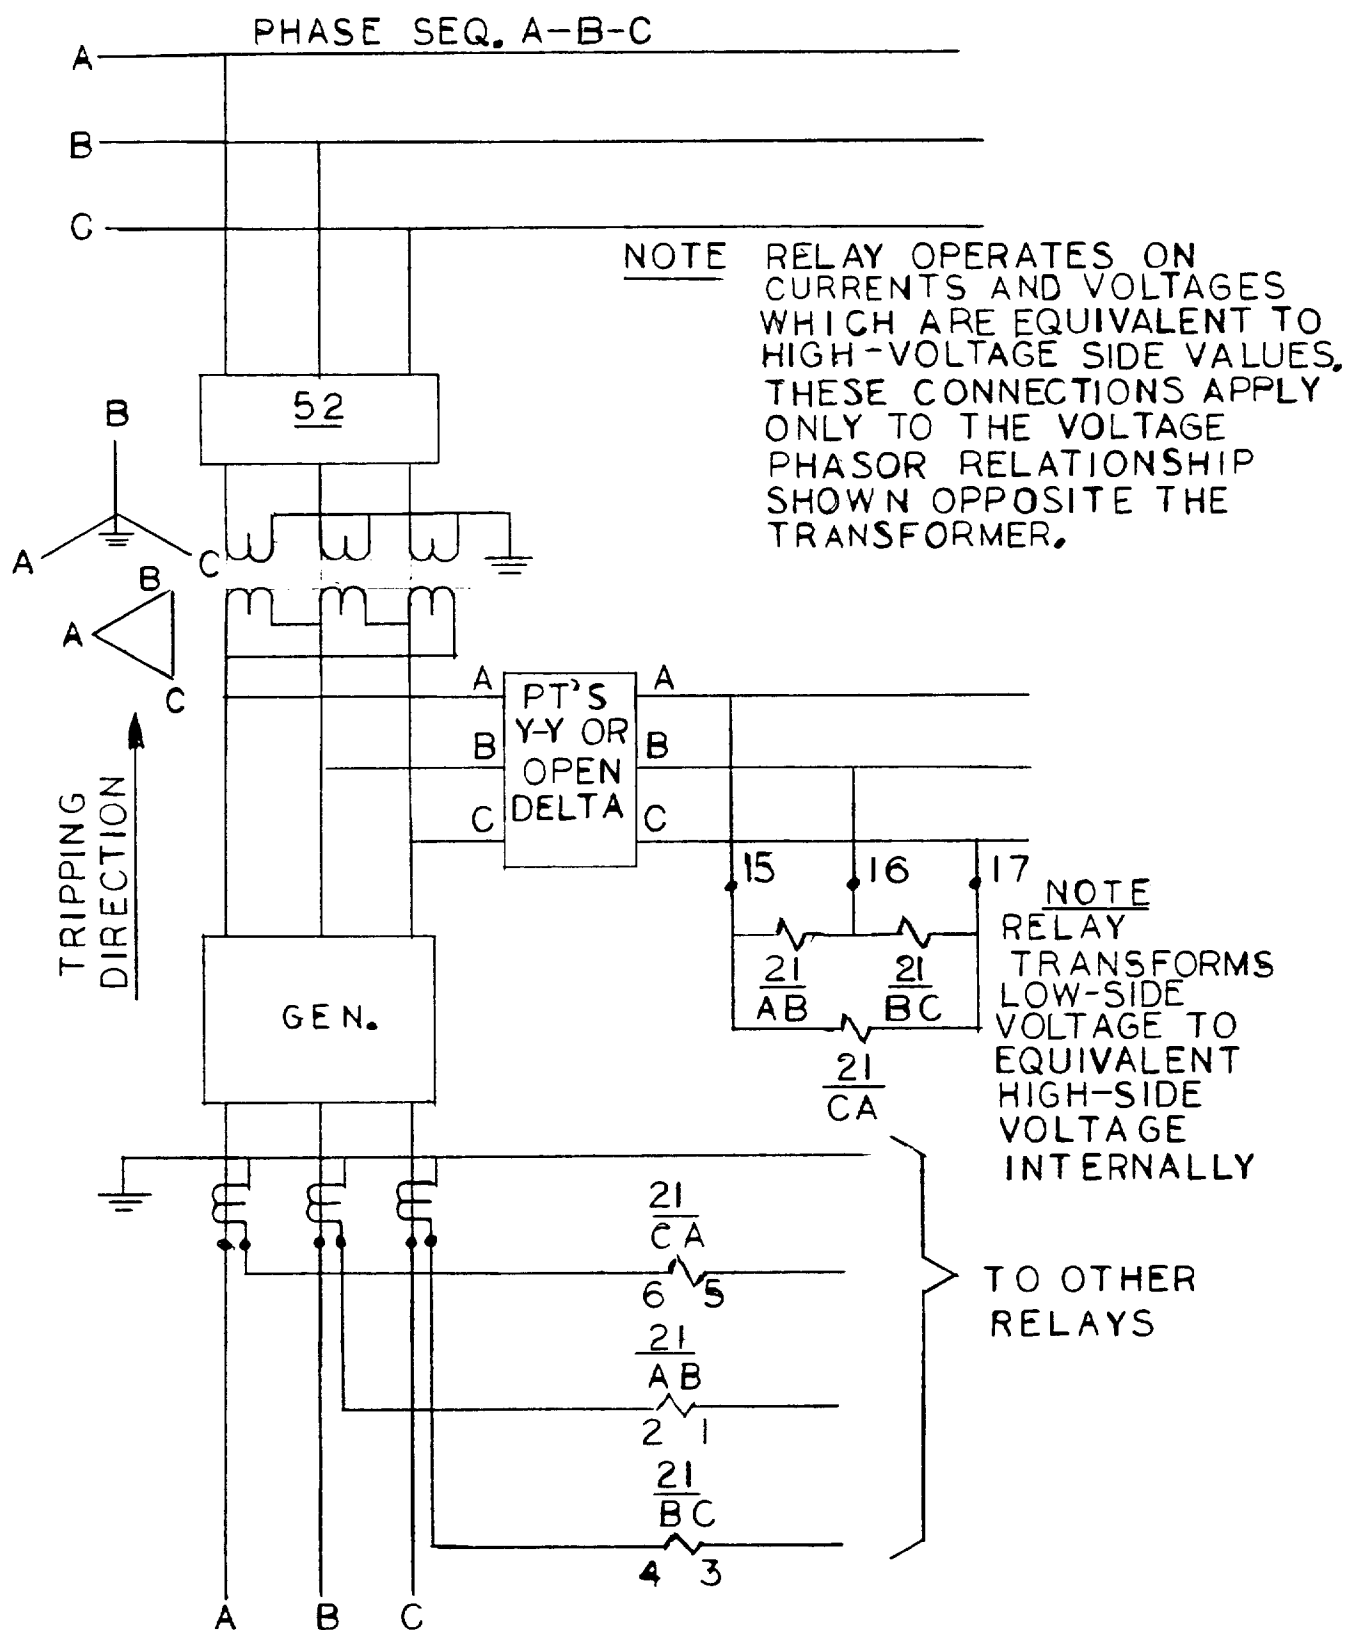 PHASE SEQ. A-B-C
A
B
C
NOTE RELAY OPERATES ON
CURRENTS AND VOLTAGES
WHICH ARE EQUIVALENT TO
HIGH-VOLTAGE SIDE VALUES.
THESE CONNECTIONS APPLY
ONLY TO THE VOLTAGE
PHASOR RELATIONSHIP
SHOWN OPPOSITE THE
TRANSFORMER.
52
B
A
C
B
A
C
A
PT'S
A
Y-Y OR
B
OPEN
B
C
DELTA
C
TRIPPING
DIRECTION
15
16
17
21
AB
21
BC
21
CA
NOTE
RELAY
TRANSFORMS
LOW-SIDE
VOLTAGE TO
EQUIVALENT
HIGH-SIDE
VOLTAGE
INTERNALLY
GEN.
21
CA
6 5
21
AB
2 1
21
BC
4 3
TO OTHER
RELAYS
A B C